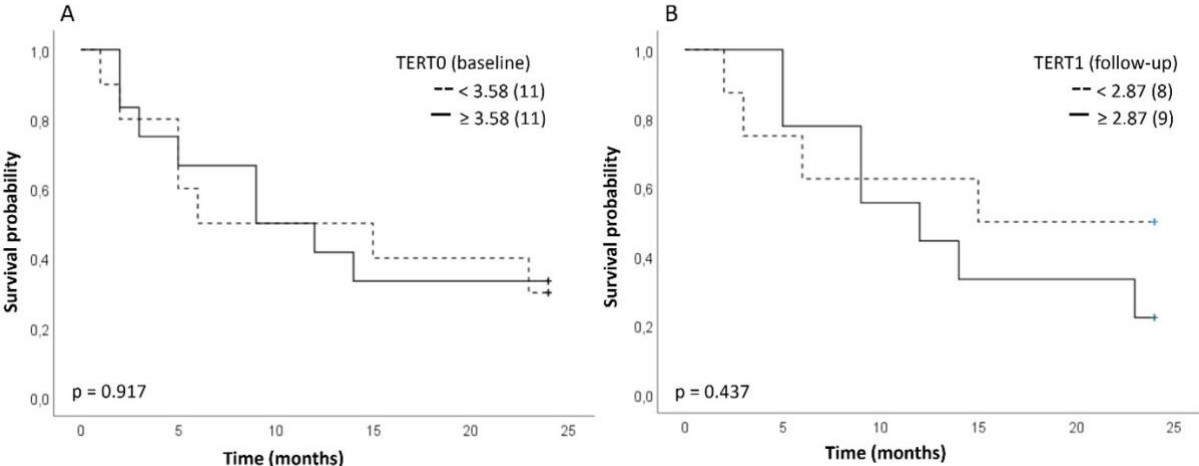 A
TERT0 (baseline)
< 3.58 (11)
≥ 3.58 (11)
Survival probability
1,0
0,8
0,6
0,4
0,2
0,0
p = 0.917
0 5 10 15 20 25
Time (months)
B
TERT1 (follow-up)
< 2.87 (8)
≥ 2.87 (9)
Survival probability
1,0
0,8
0,6
0,4
0,2
0,0
p = 0.437
0 5 10 15 20 25
Time (months)